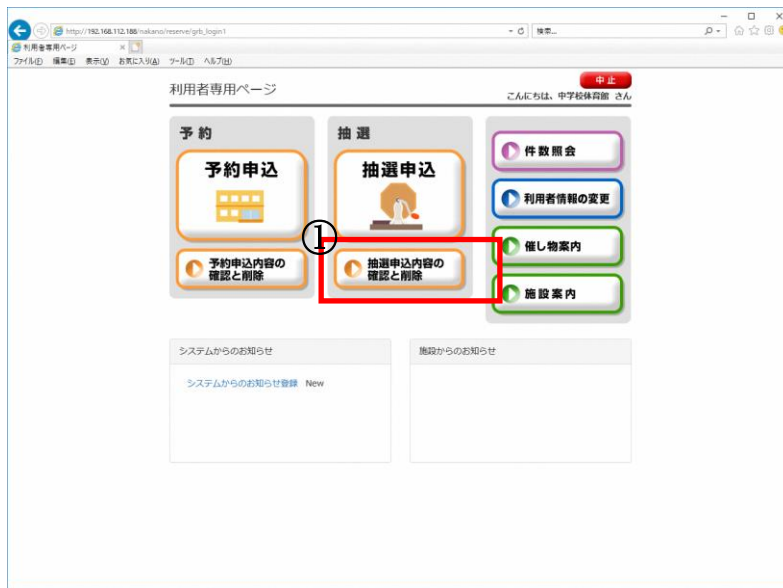 http://192.168.112.188/nakano/reserve/grb_login1
検索...
利用者専用ページ
ファイル(F) 編集(E) 表示(V) お気に入り(A) ツール(T) ヘルプ(H)
利用者専用ページ
中止
こんにちは、中学校体育館 さん
予約
抽選
予約申込
抽選申込
件数照会
利用者情報の変更
①
予約申込内容の
確認と削除
抽選申込内容の
確認と削除
催し物案内
施設案内
システムからのお知らせ
施設からのお知らせ
システムからのお知らせ登録 New